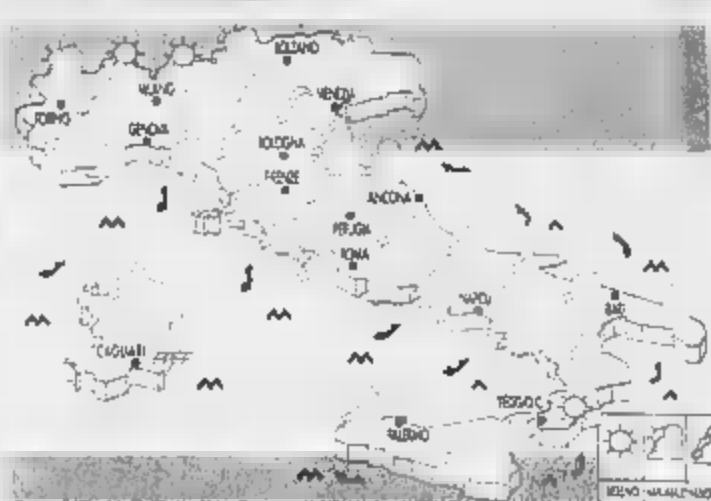 BOLZANO
MILANO
VENEZIA
TORINO
GENOVA
BOLOGNA
FIRENZE
ANCONA
PERUGIA
ROMA
NAPOLI
BARI
CAGLIARI
PALERMO